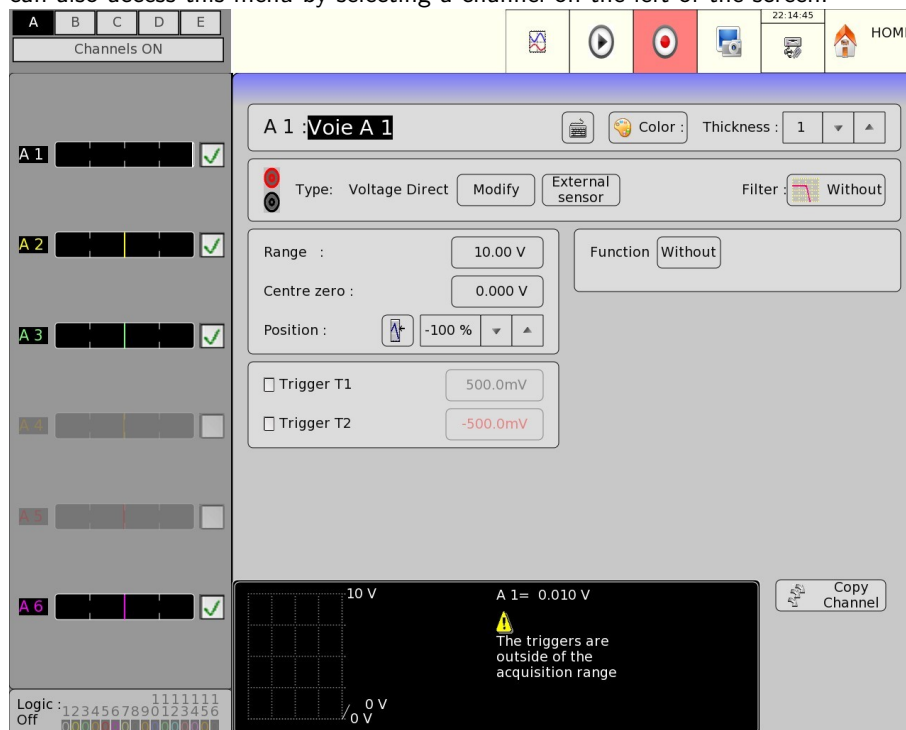 can also access this menu by selecting a channel on the left of the screen.
A B C D E
Channels ON
22:14:45
HOM
A 1 :Voie A 1
Color :
Thickness :
1
A 1
Type: Voltage Direct
Modify
External
sensor
Filter :
Without
A 2
Range :
10.00 V
Function
Without
Centre zero :
0.000 V
Position :
-100 %
A 3
Trigger T1
500.0mV
Trigger T2
-500.0mV
A 4
A 5
A 6
10 V
0 V
0 V
A 1= 0.010 V
The triggers are
outside of the
acquisition range
Copy
Channel
Logic :
Off
1111111
1234567890123456